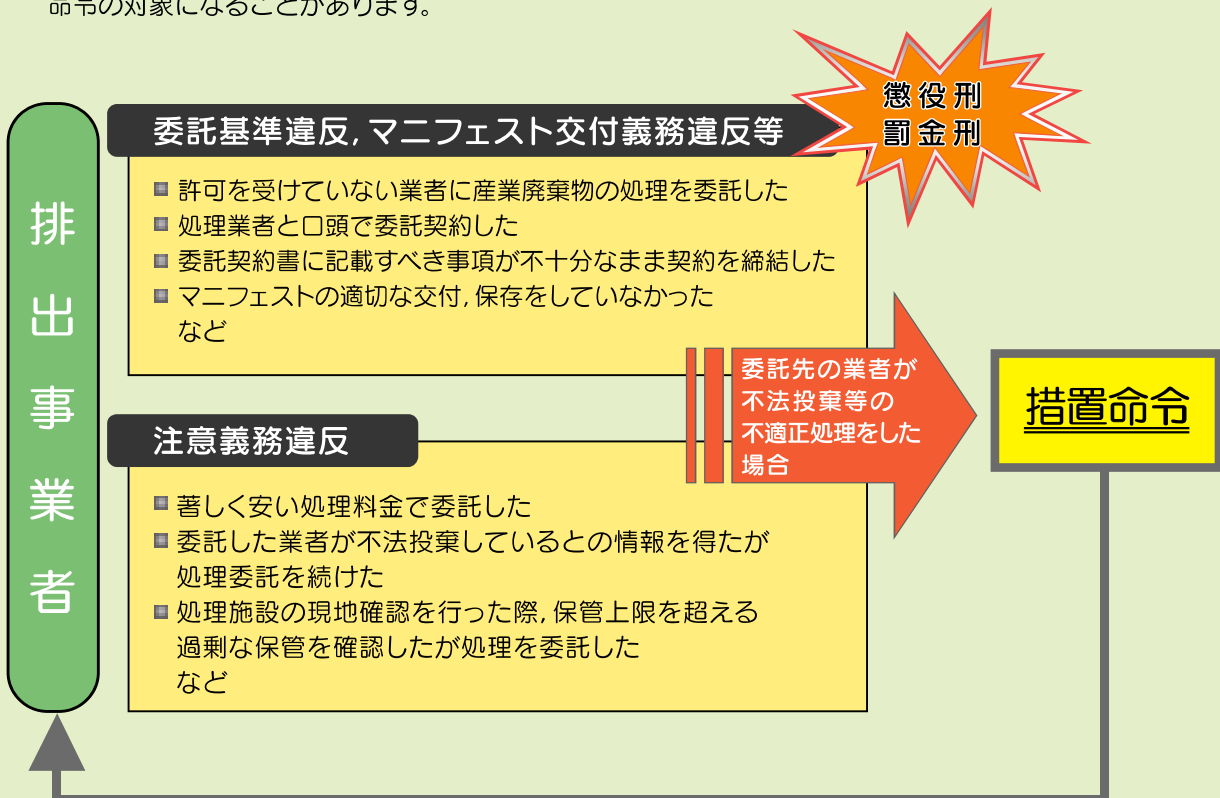 命令の対象になることがあります。
懲役刑
罰金刑
委託基準違反,マニフェスト交付義務違反等
許可を受けていない業者に産業廃棄物の処理を委託した
処理業者と口頭で委託契約した
委託契約書に記載すべき事項が不十分なまま契約を締結した
マニフェストの適切な交付,保存をしていなかった
など
排出事業者
委託先の業者が
不法投棄等の
不適正処理をした
場合
措置命令
注意義務違反
著しく安い処理料金で委託した
委託した業者が不法投棄しているとの情報を得たが
処理委託を続けた
処理施設の現地確認を行った際,保管上限を超える
過剰な保管を確認したが処理を委託した
など